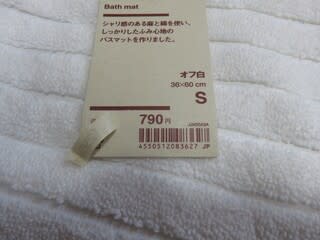 Bath mat
シャリ感のある麻と綿を使い、
しっかりしたふみ心地の
バスマットを作りました。
オフ白
36×60 cm
S
790円
4550512083627 JP